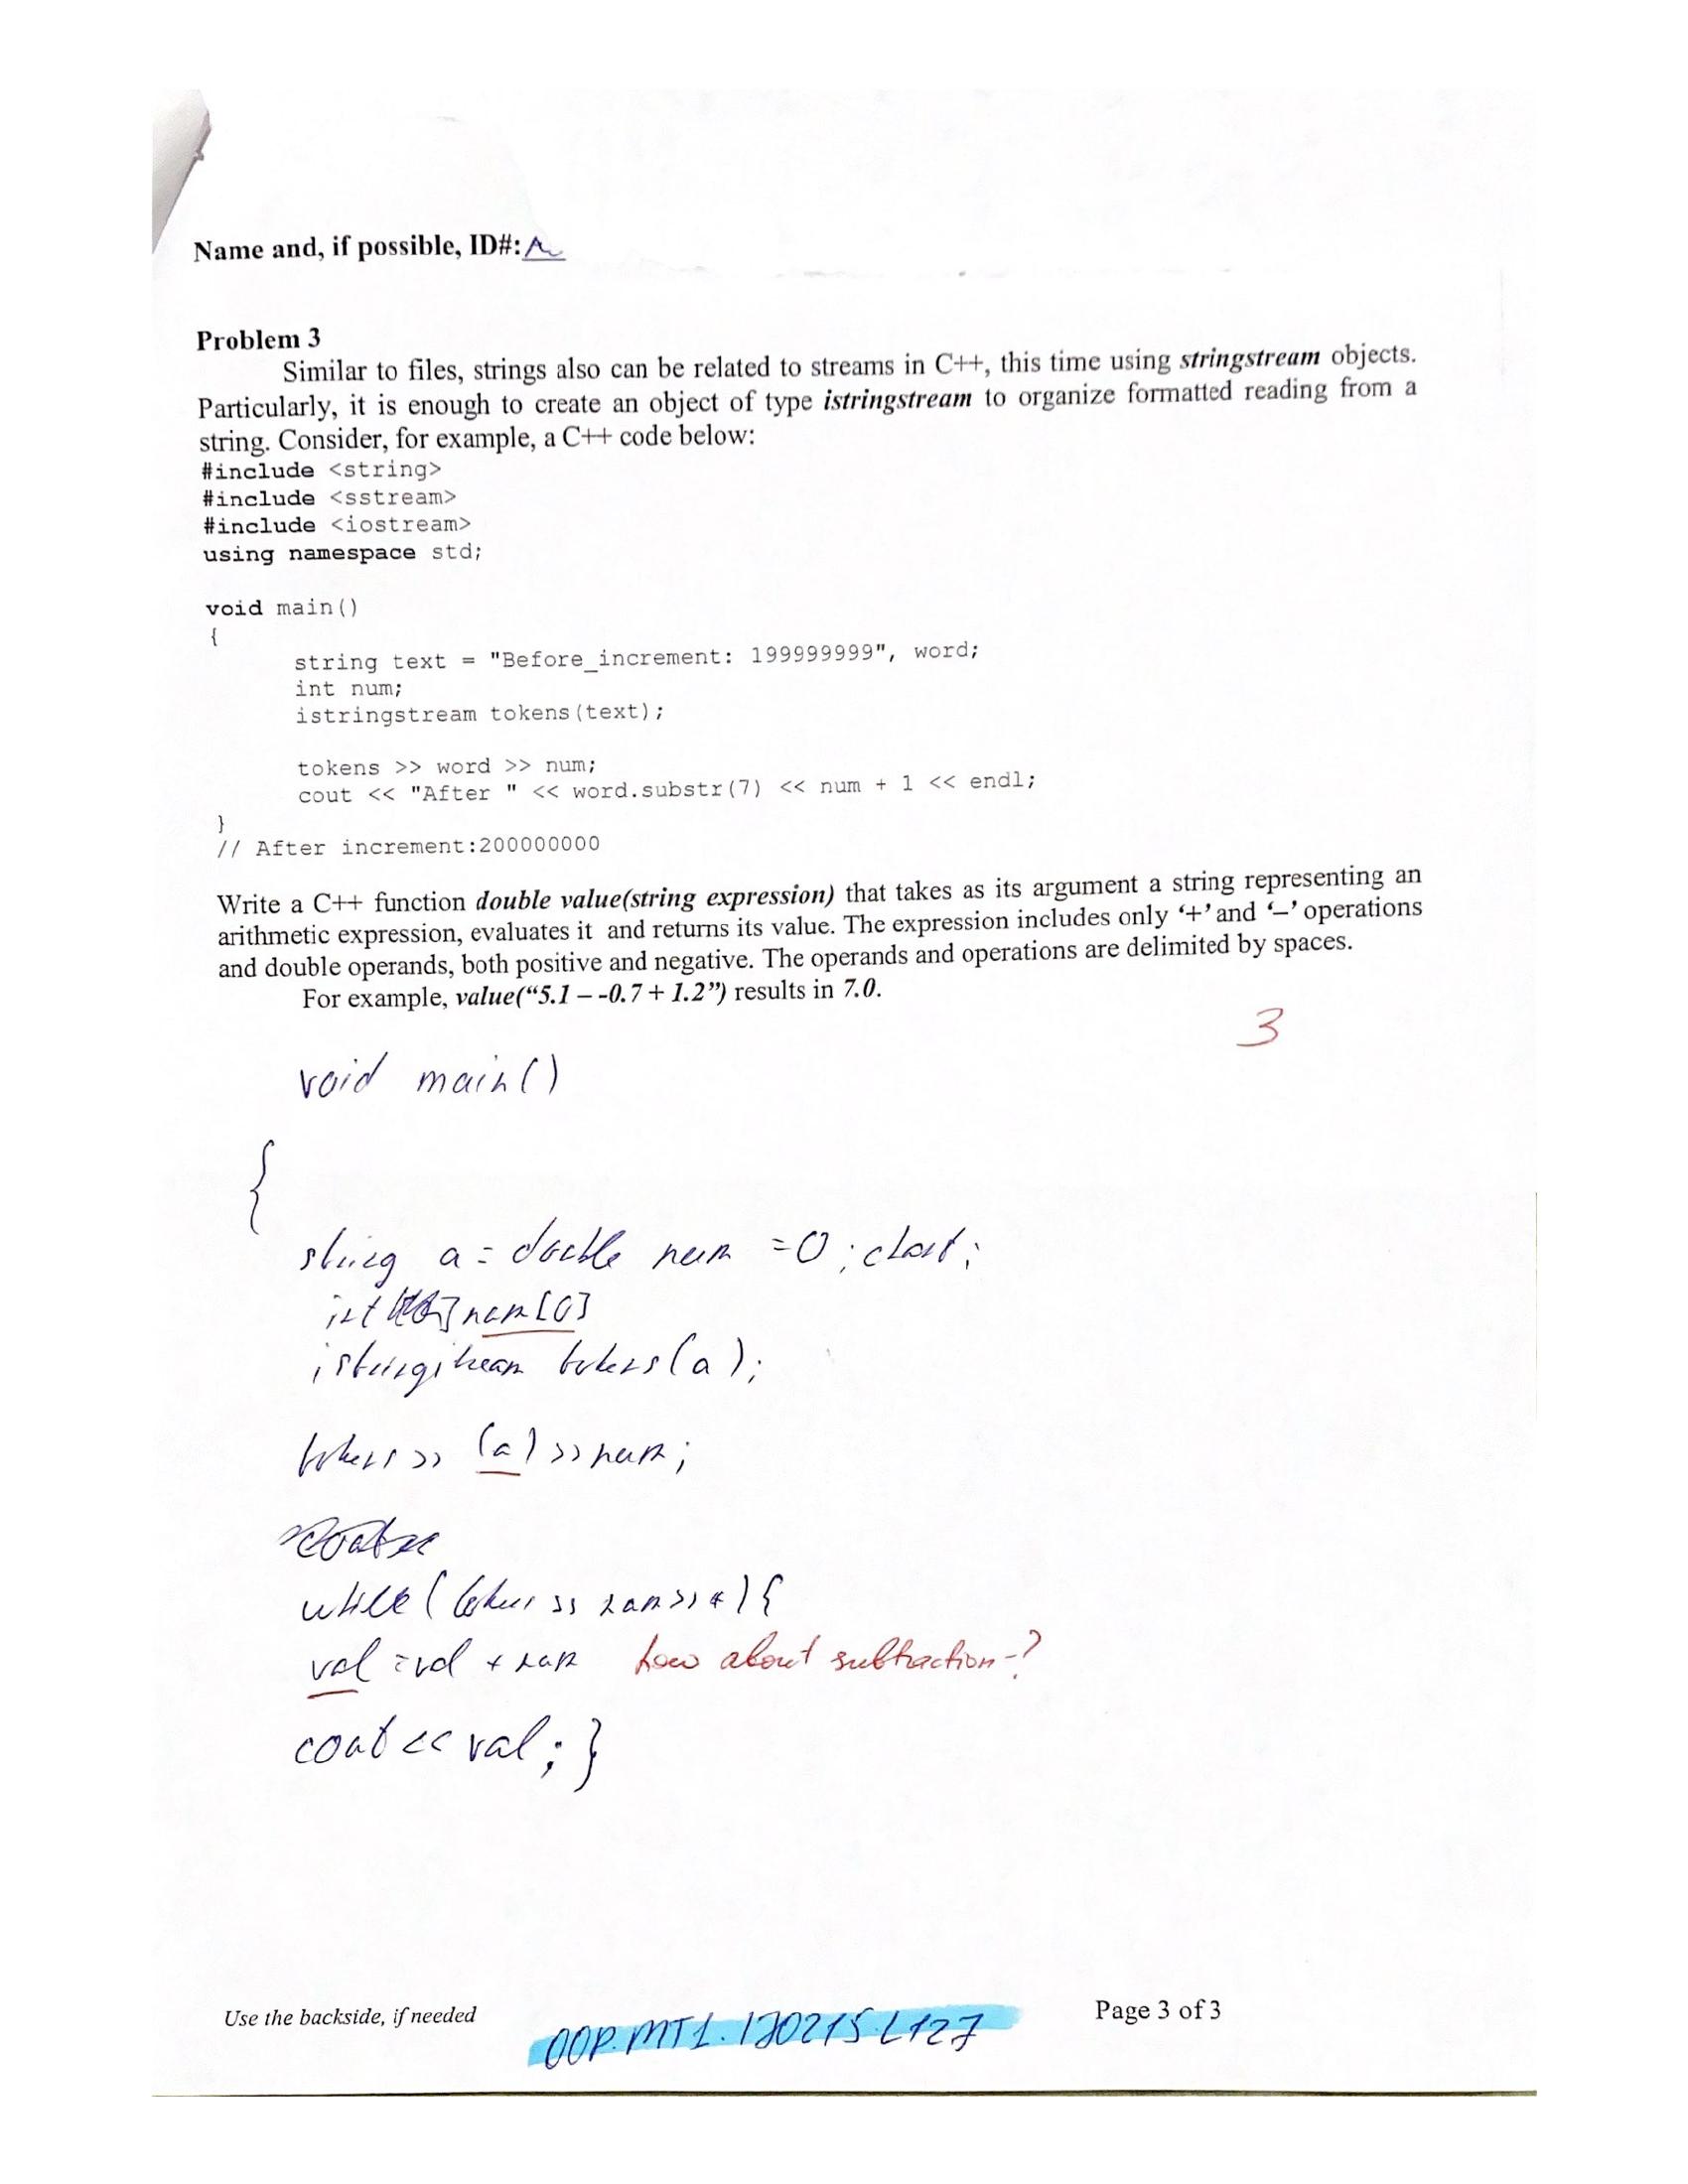 Name and, if possible, ID#:
Problem 3
Similar to files, strings also can be related to streams in C++, this time using stringstream objects.
Particularly, it is enough to create an object of type istringstream to organize formatted reading from a
string. Consider, for example, a C++ code below:
#include <string>
#include <sstream>
#include <iostream>
using namespace std;
void main()
{
string text = "Before_increment: 199999999", word;
int num;
istringstream tokens(text);
tokens >> word >> num;
cout << "After " << word.substr(7) << num + 1 << endl;
}
// After increment:200000000
Write a C++ function double value(string expression) that takes as its argument a string representing an
arithmetic expression, evaluates it and returns its value. The expression includes only ‘+’ and ‘–’ operations
and double operands, both positive and negative. The operands and operations are delimited by spaces.
For example, value(“5.1 – -0.7 + 1.2”) results in 7.0.
3
void main()
{
string a = double num = 0;
int num[0]
tokens(a);
tokens >> (a) >> num;
while (tokens >> num >> ) {
val = val + num how about subtraction-?
cout << val; }
Use the backside, if needed
OOP.MT1.170215.L127
Page 3 of 3